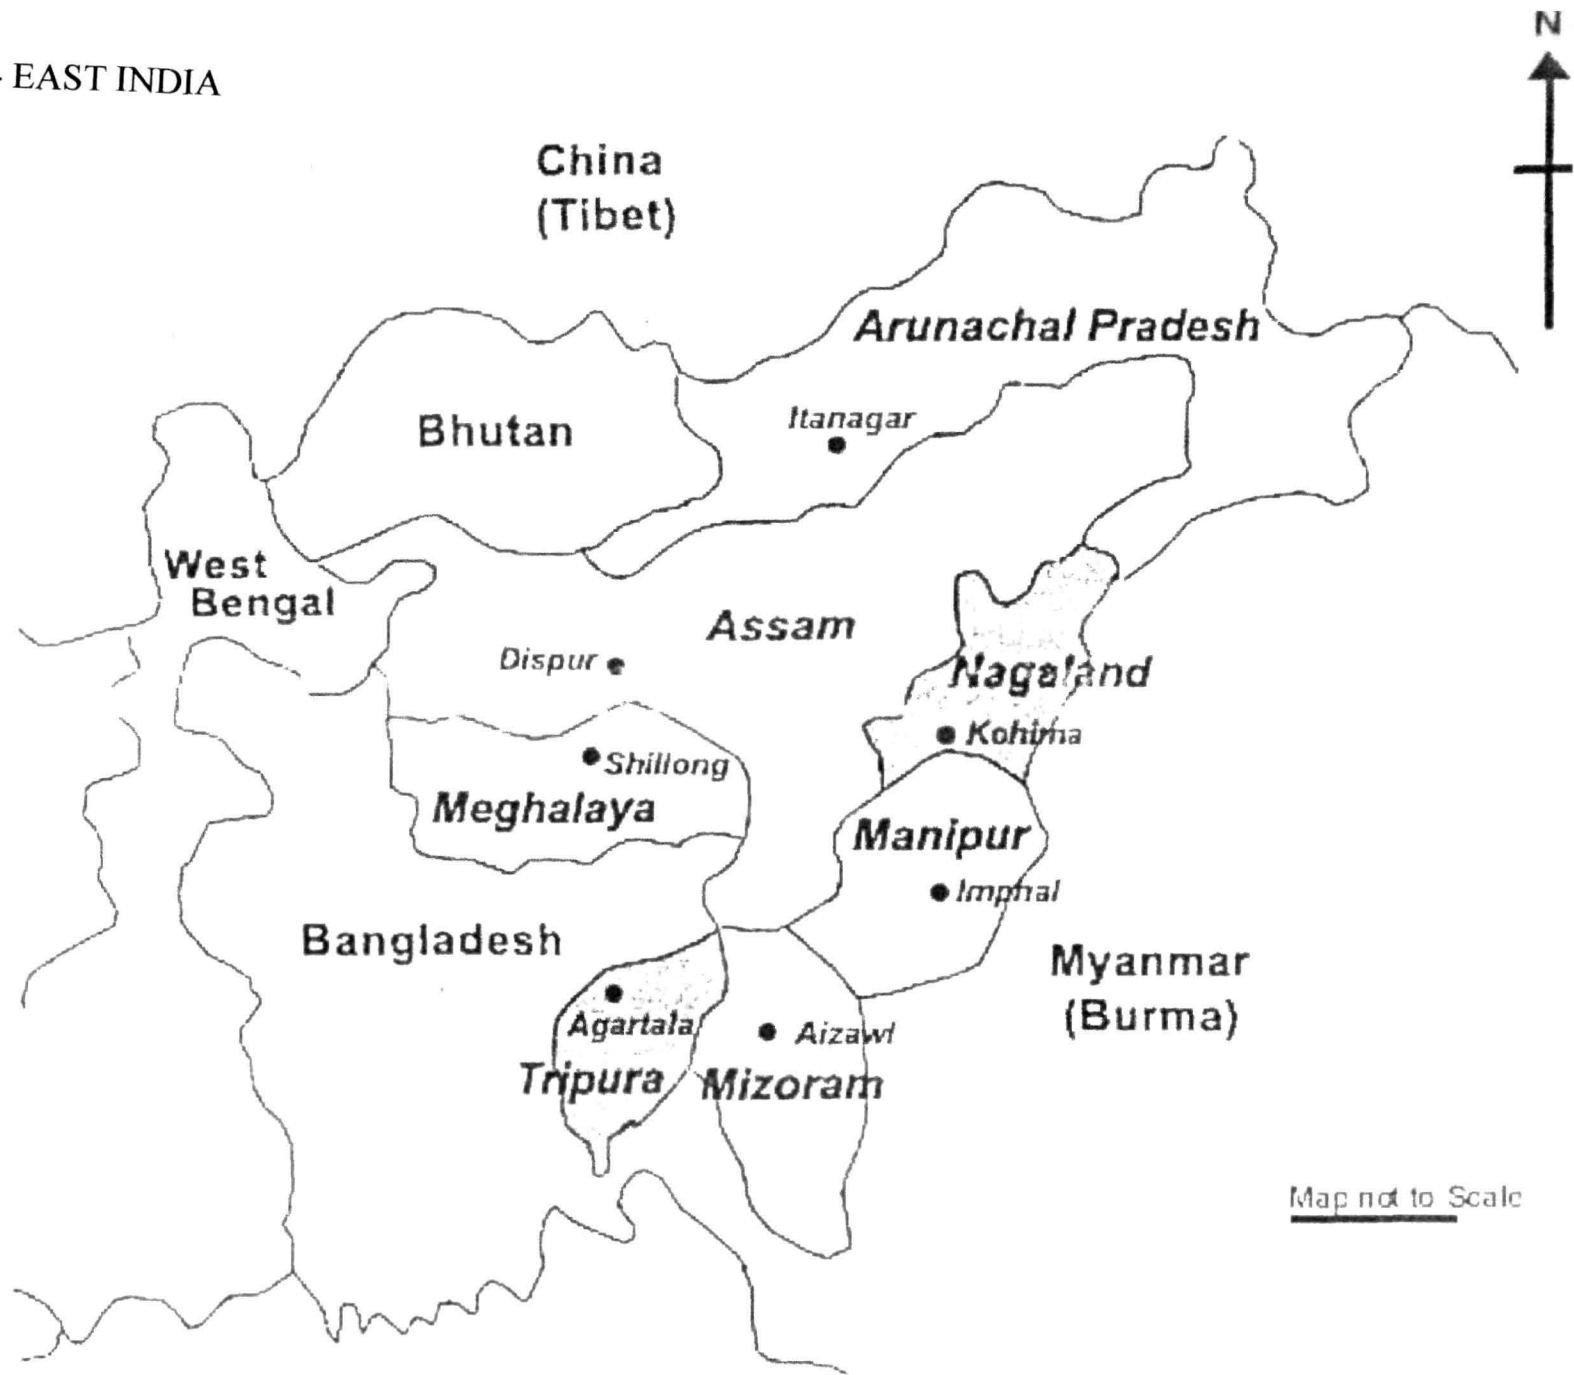 - EAST INDIA
N
China
(Tibet)
Arunachal Pradesh
Itanagar
Bhutan
West
Bengal
Assam
Dispur
Nagaland
Kohima
Shillong
Meghalaya
Manipur
Imphal
Bangladesh
Myanmar
(Burma)
Agartala
Aizawl
Tripura
Mizoram
Map not to Scale